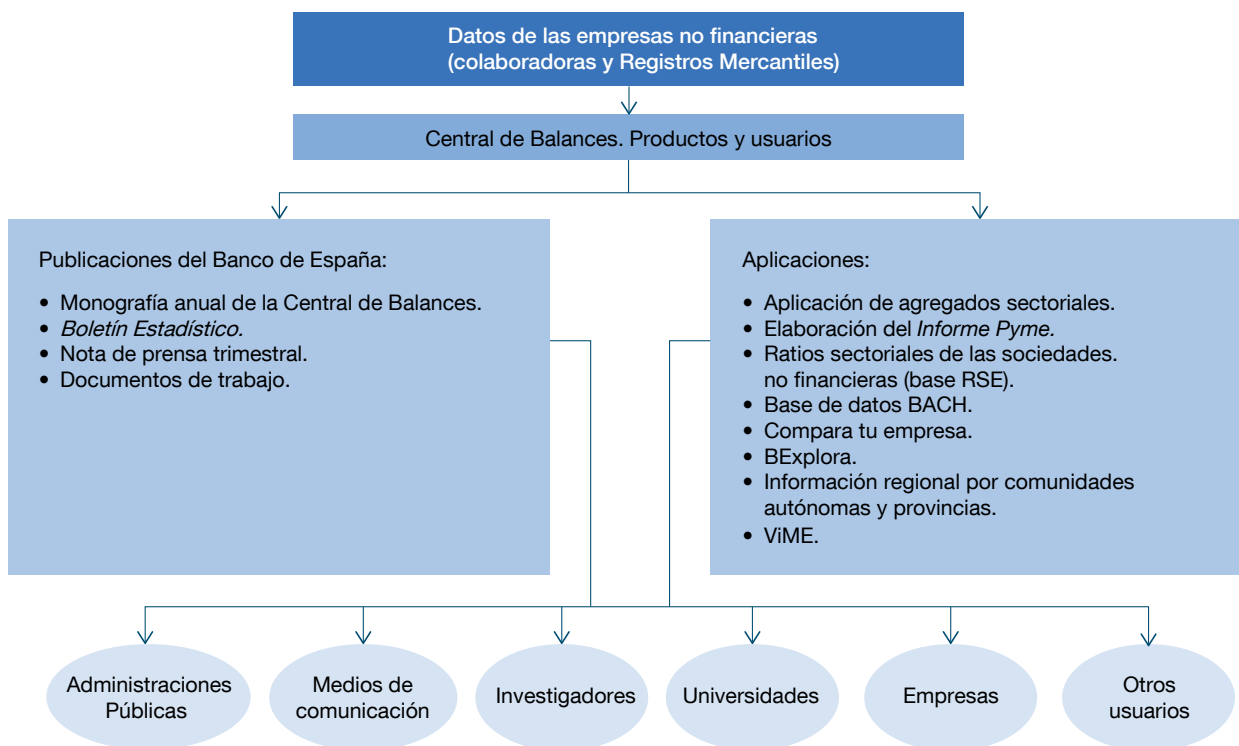 Datos de las empresas no financieras
(colaboradoras y Registros Mercantiles)
Central de Balances. Productos y usuarios
Publicaciones del Banco de España:
• Monografía anual de la Central de Balances.
• Boletín Estadístico.
• Nota de prensa trimestral.
• Documentos de trabajo.
Aplicaciones:
• Aplicación de agregados sectoriales.
• Elaboración del Informe Pyme.
• Ratios sectoriales de las sociedades.
no financieras (base RSE).
• Base de datos BACH.
• Compara tu empresa.
• BExplora.
• Información regional por comunidades
autónomas y provincias.
• ViME.
Administraciones
Públicas
Medios de
comunicación
Investigadores
Universidades
Empresas
Otros
usuarios